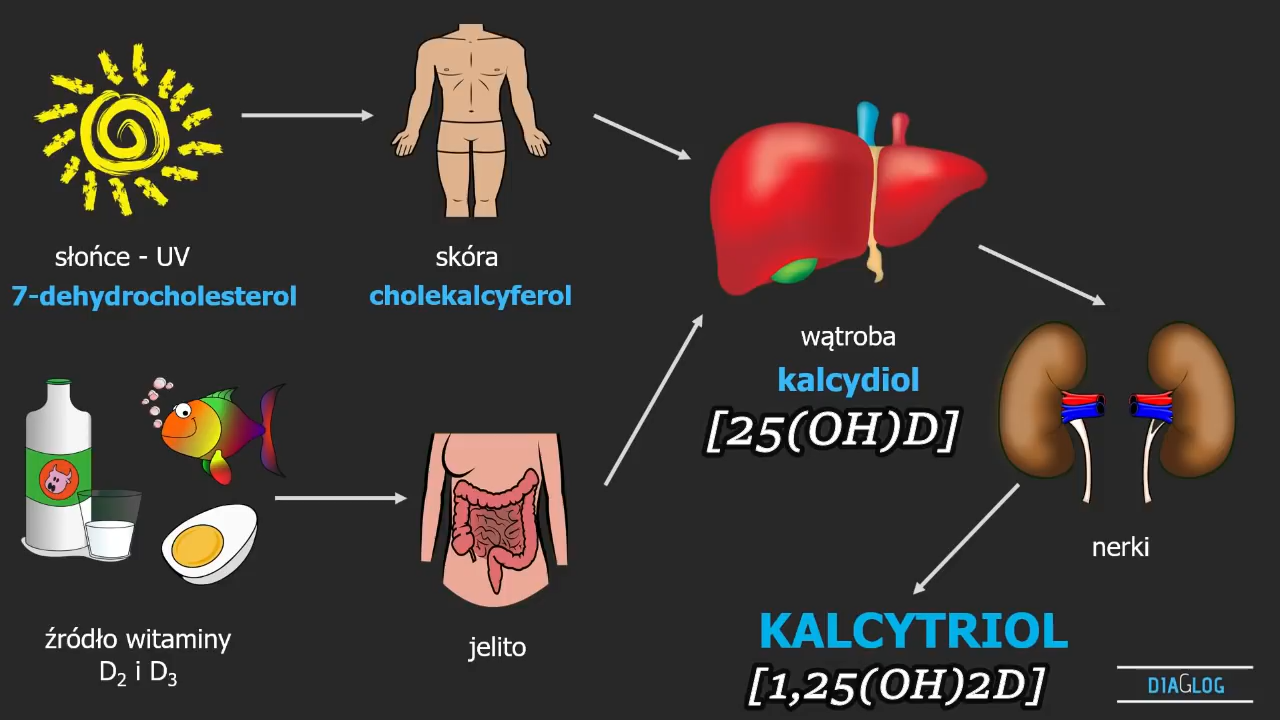 słońce - UV
7-dehydrocholesterol
skóra
cholekalcyferol
wątroba
kalcydiol
[25(OH)D]
źródło witaminy
D₂ i D₃
jelito
nerki
KALCYTRIOL
[1,25(OH)2D]
DIAGLOG